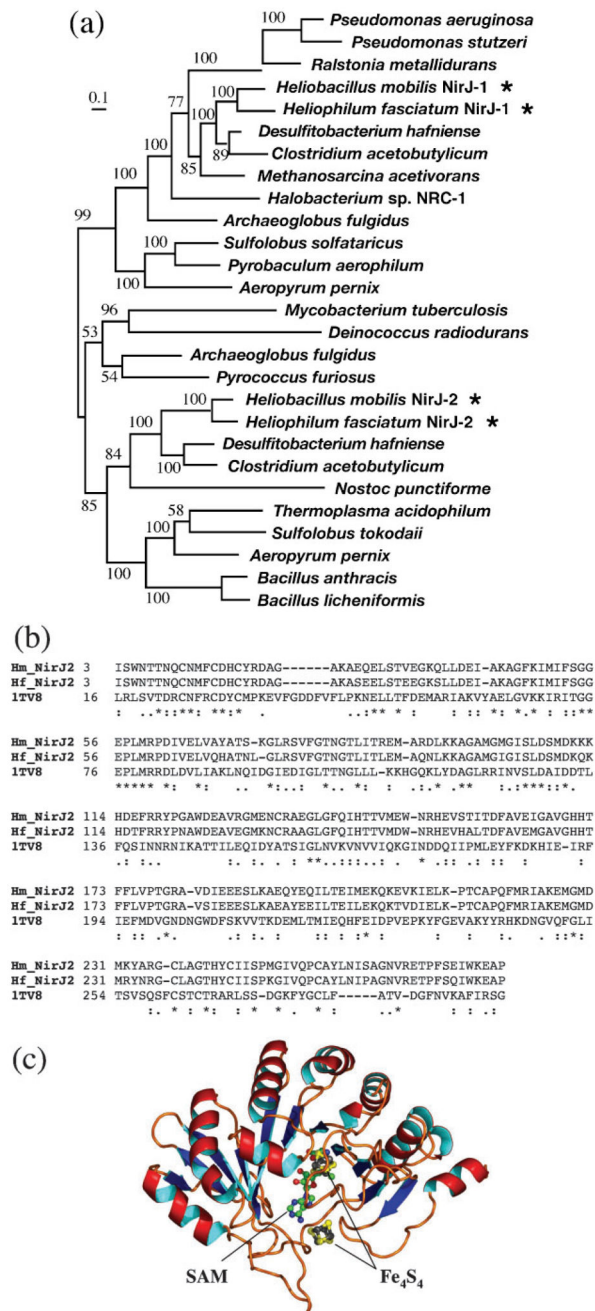 (a)
100
Pseudomonas aeruginosa
Pseudomonas stutzeri
100
Ralstonia metallidurans
0.1
77
100
100
Heliobacillus mobilis NirJ-1 *
Heliophilum fasciatum NirJ-1 *
100
Desulfitobacterium hafniense
89
Clostridium acetobutylicum
85
Methanosarcina acetivorans
100
Halobacterium sp. NRC-1
100
Archaeoglobus fulgidus
99
100
Sulfolobus solfataricus
Pyrobaculum aerophilum
100
Aeropyrum pernix
96
Mycobacterium tuberculosis
53
Deinococcus radiodurans
Archaeoglobus fulgidus
54
Pyrococcus furiosus
100
Heliobacillus mobilis NirJ-2 *
100
Heliophilum fasciatum NirJ-2 *
Desulfitobacterium hafniense
84
100
Clostridium acetobutylicum
Nostoc punctiforme
85
58
Thermoplasma acidophilum
100
Sulfolobus tokodaii
Aeropyrum pernix
100
Bacillus anthracis
100
Bacillus licheniformis
(b)
Hm_NirJ2 3 ISWNTTNQCNMFCDHCYRDAG------AKAEQELSTVEGKQLLDEI-AKAGFKIMIFSGG
Hf_NirJ2 3 ISWNTTNQCNMFCDHCYRDAG------AKASEELSTEEGKALLDEI-AKAGFKIMIFSGG
1TV8 16 LRLSVTDRCNFRCDYCMPKEVFGDDFVFLPKNELLTFDEMARIAKVYAELGVKKIRITGG
: ..*::**: **:* . . ::* * : : .: * *.* * *::**
Hm_NirJ2 56 EPLMRPDIVELVAYATS-KGLRSVFGTNGTLITREM-ARDLKKAGAMGMGISLDSMDKKK
Hf_NirJ2 56 EPLMRPDIVELVQHATNL-GLRSVFGTNGTLITLEM-AQNLKKAGAMGIGISLDSMDKKK
1TV8 76 EPLMRRDLDVLIAKLNQIDGIEDIGLTTNGLLL-KKHGQKLYDAGLRRINVSLDAIDDTL
***** *: *: . *:..: *.. *: : .:.* .** :.:***::*.
Hm_NirJ2 114 HDEFRRYPGAWDEAVRGMENCRAEGLGFQIHTTVMEW-NRHEVSTITDFAVEIGAVGHHT
Hf_NirJ2 114 HDTFRRYPGAWDEAVEGMKNCRAAGLGFQIHTTVMDW-NRHEVHALTDFAVEMGAVGHHT
1TV8 136 FQSINNRNIKATTILEQIDYATSIGLNVKVNVVIQKGINDDQIIPMLEYFKDKHIE-IRF
.: :. :. :. . : **.::: ..: . * .:: .: :: : :
Hm_NirJ2 173 FFLVPTGRA-VDIEEESLKAEQYEQILTEIMEKQKEVKIELK-PTCAPQFMRIAKEMGMD
Hf_NirJ2 173 FFLVPTGRA-VSIEEESLKAEAYEEILTEIMEKQKTVDIELK-PTCAPQFMRIAKEMGMD
1TV8 194 IEFMDVGNDNGWDFSKVVTKDEMLTMIEQHFEIDPVEPKYFGEVAKYYRHKDNGVQFGLI
: :: .*. .: :. : :: : :* : : : :. ::*:
Hm_NirJ2 231 MKYARG-CLAGTHYCIISPMGIVQPCAYLNISAGNVRETPFSEIWKEAP
Hf_NirJ2 231 MRYNRG-CLAGTHYCIISPKGIVQPCAYLNIPAGNVRETPFSEIWKEAP
1TV8 254 TSVSQSFCSTCTRARLSS-DGKFYGCLF-----ATV-DGFNVKAFIRSG
:. * : *: : * * . * : .* : : : .:
(c)
SAM
Fe4S4